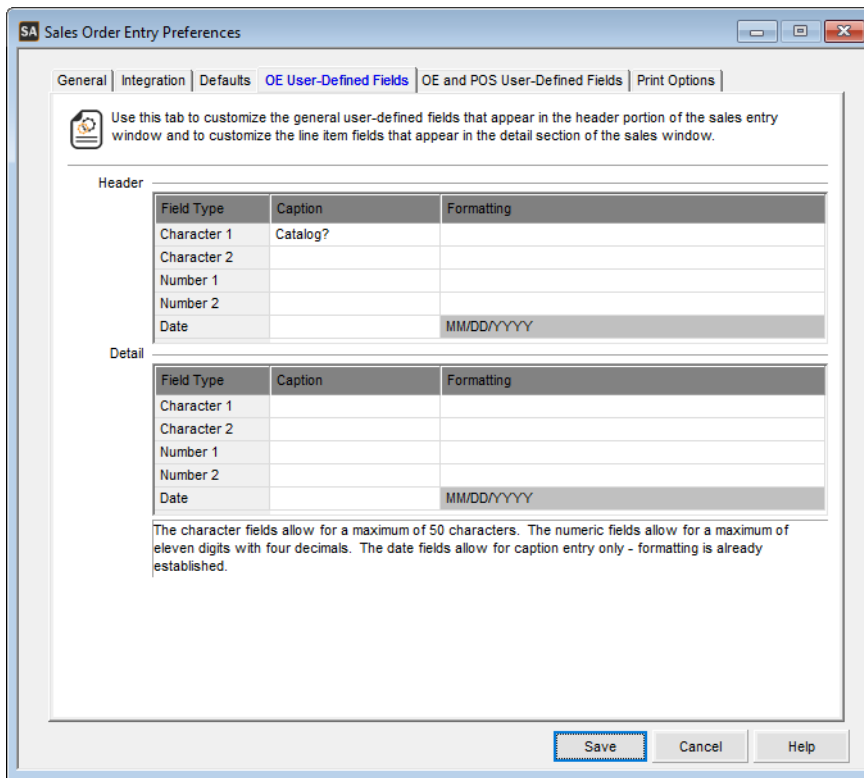 SA Sales Order Entry Preferences
General Integration Defaults OE User-Defined Fields OE and POS User-Defined Fields Print Options
Use this tab to customize the general user-defined fields that appear in the header portion of the sales entry
window and to customize the line item fields that appear in the detail section of the sales window.
Header
Field Type Caption Formatting
Character 1 Catalog?
Character 2
Number 1
Number 2
Date MM/DD/YYYY
Detail
Field Type Caption Formatting
Character 1
Character 2
Number 1
Number 2
Date MM/DD/YYYY
The character fields allow for a maximum of 50 characters. The numeric fields allow for a maximum of
eleven digits with four decimals. The date fields allow for caption entry only - formatting is already
established.
Save Cancel Help